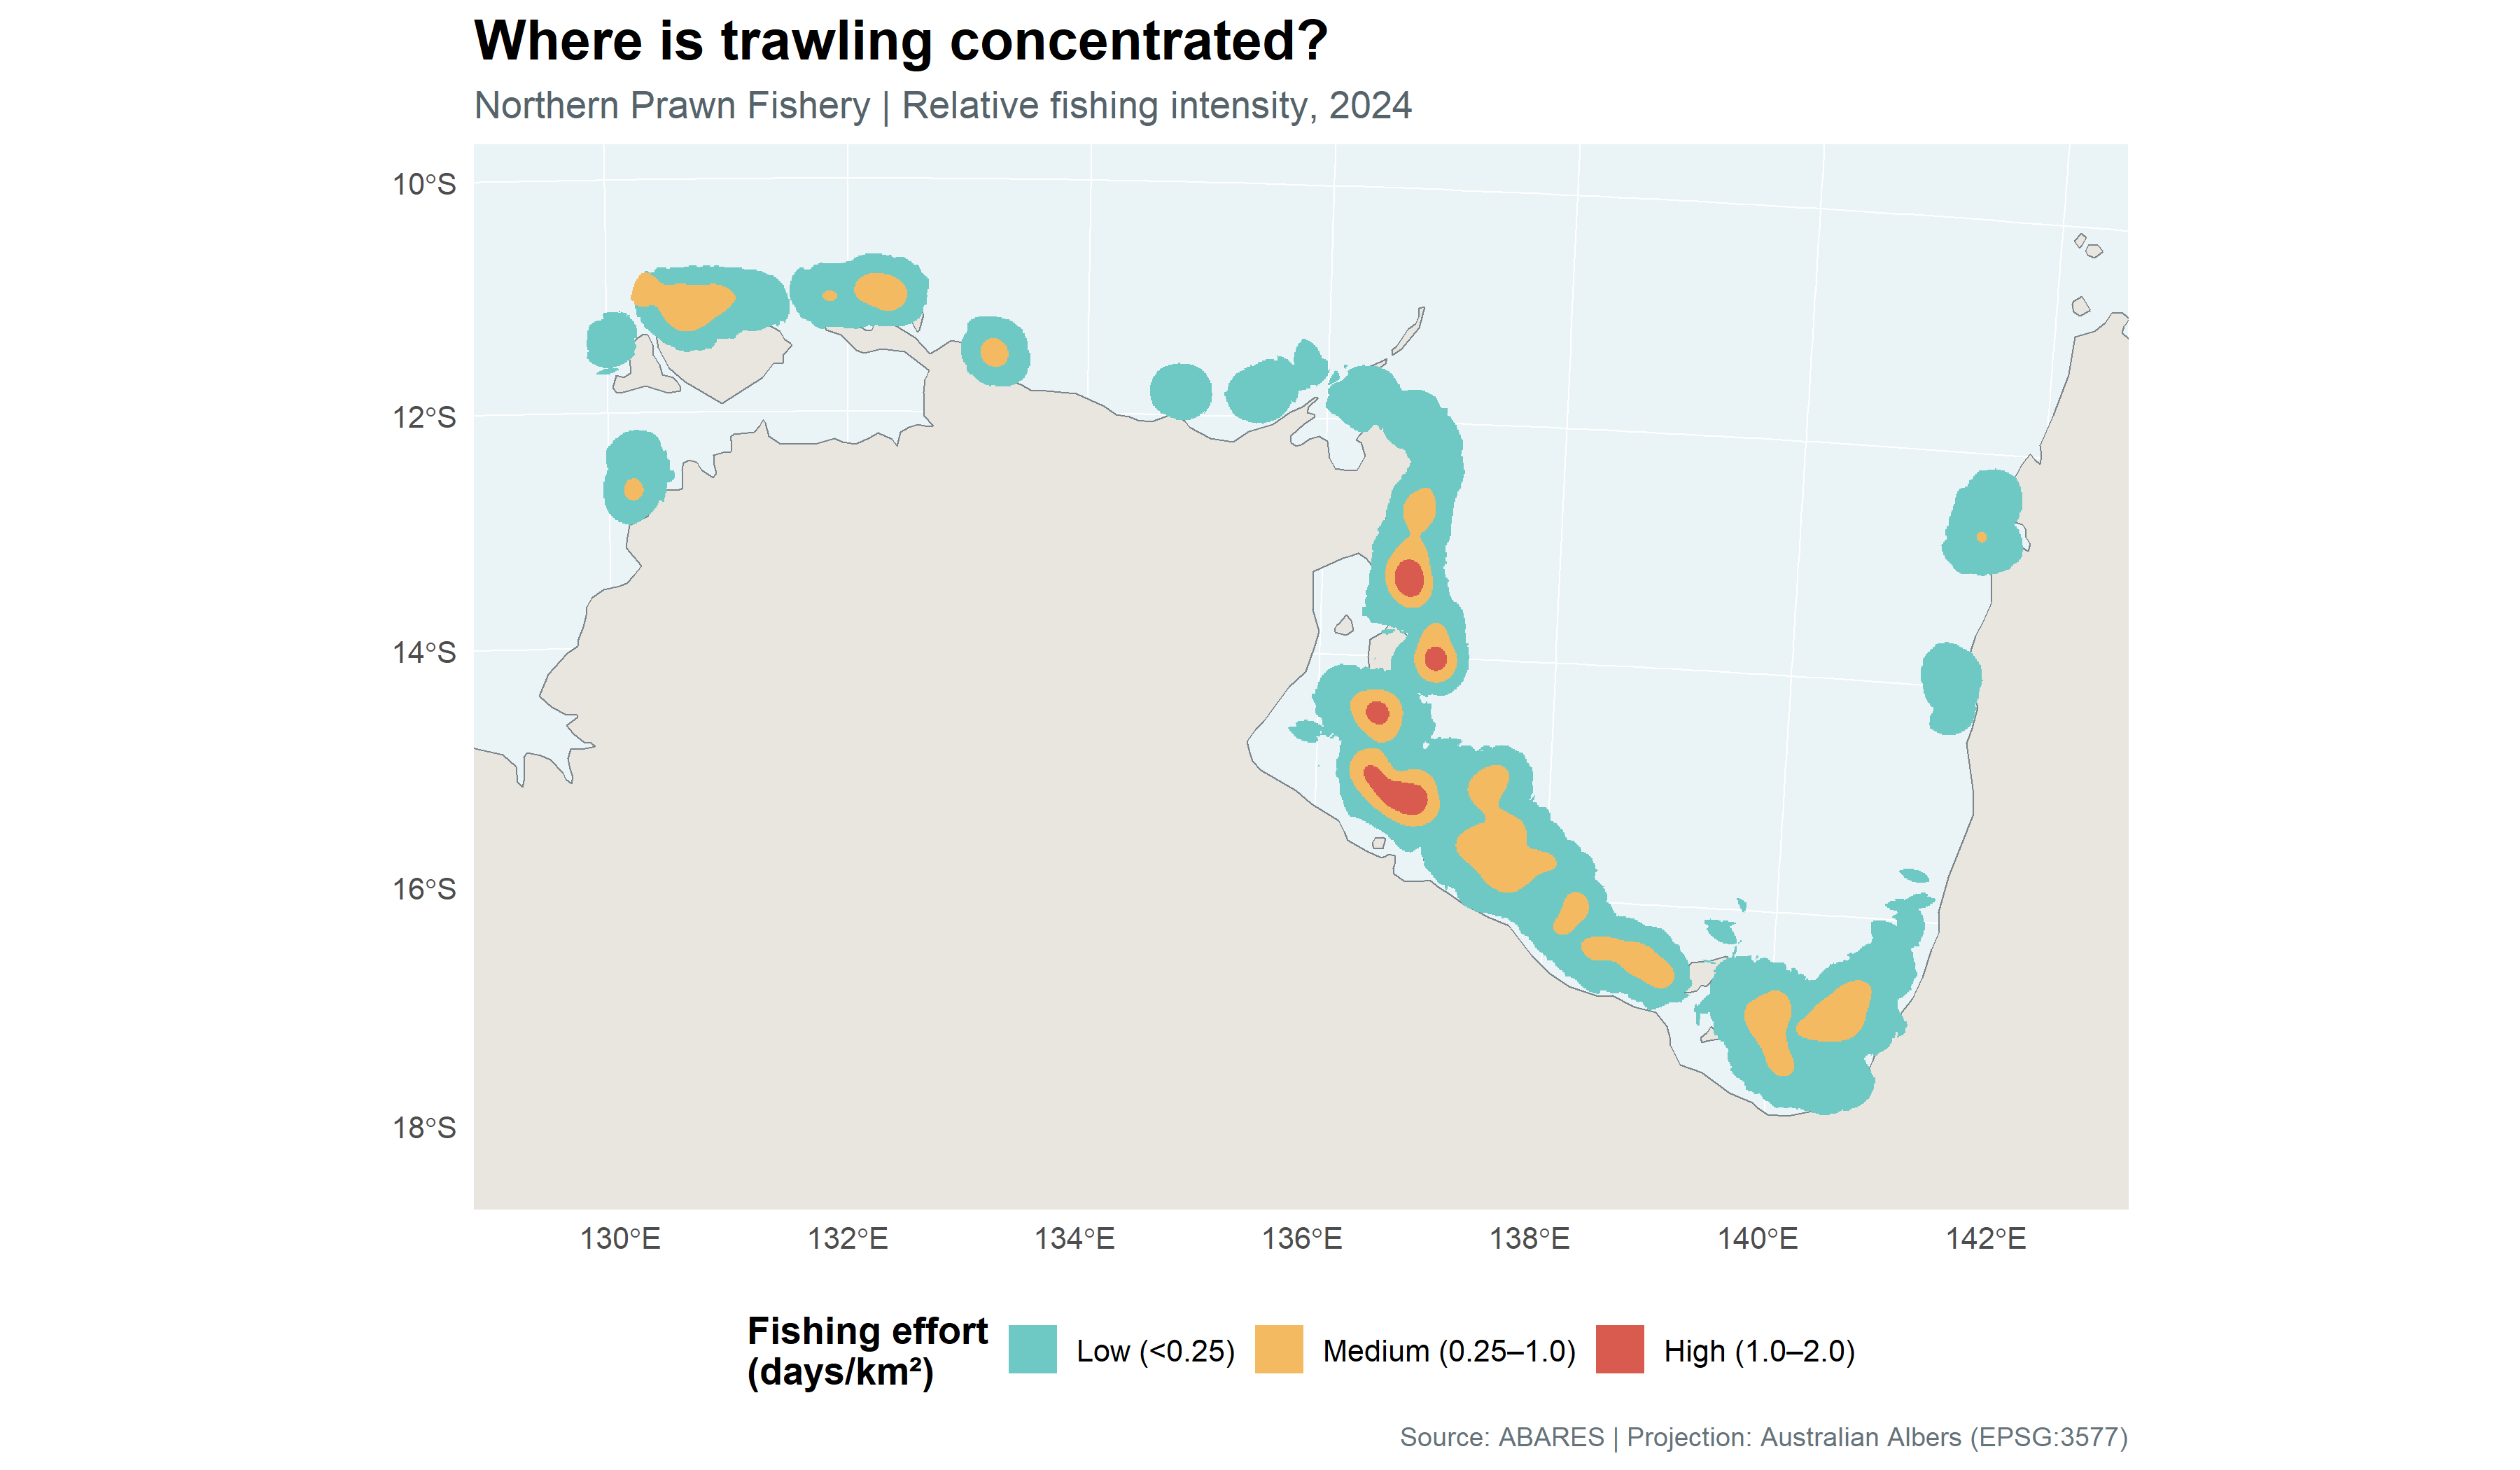 Where is trawling concentrated?
Northern Prawn Fishery | Relative fishing intensity, 2024
10°S
12°S
14°S
16°S
18°S
130°E 132°E 134°E 136°E 138°E 140°E 142°E
Fishing effort
(days/km²)
Low (<0.25) Medium (0.25–1.0) High (1.0–2.0)
Source: ABARES | Projection: Australian Albers (EPSG:3577)